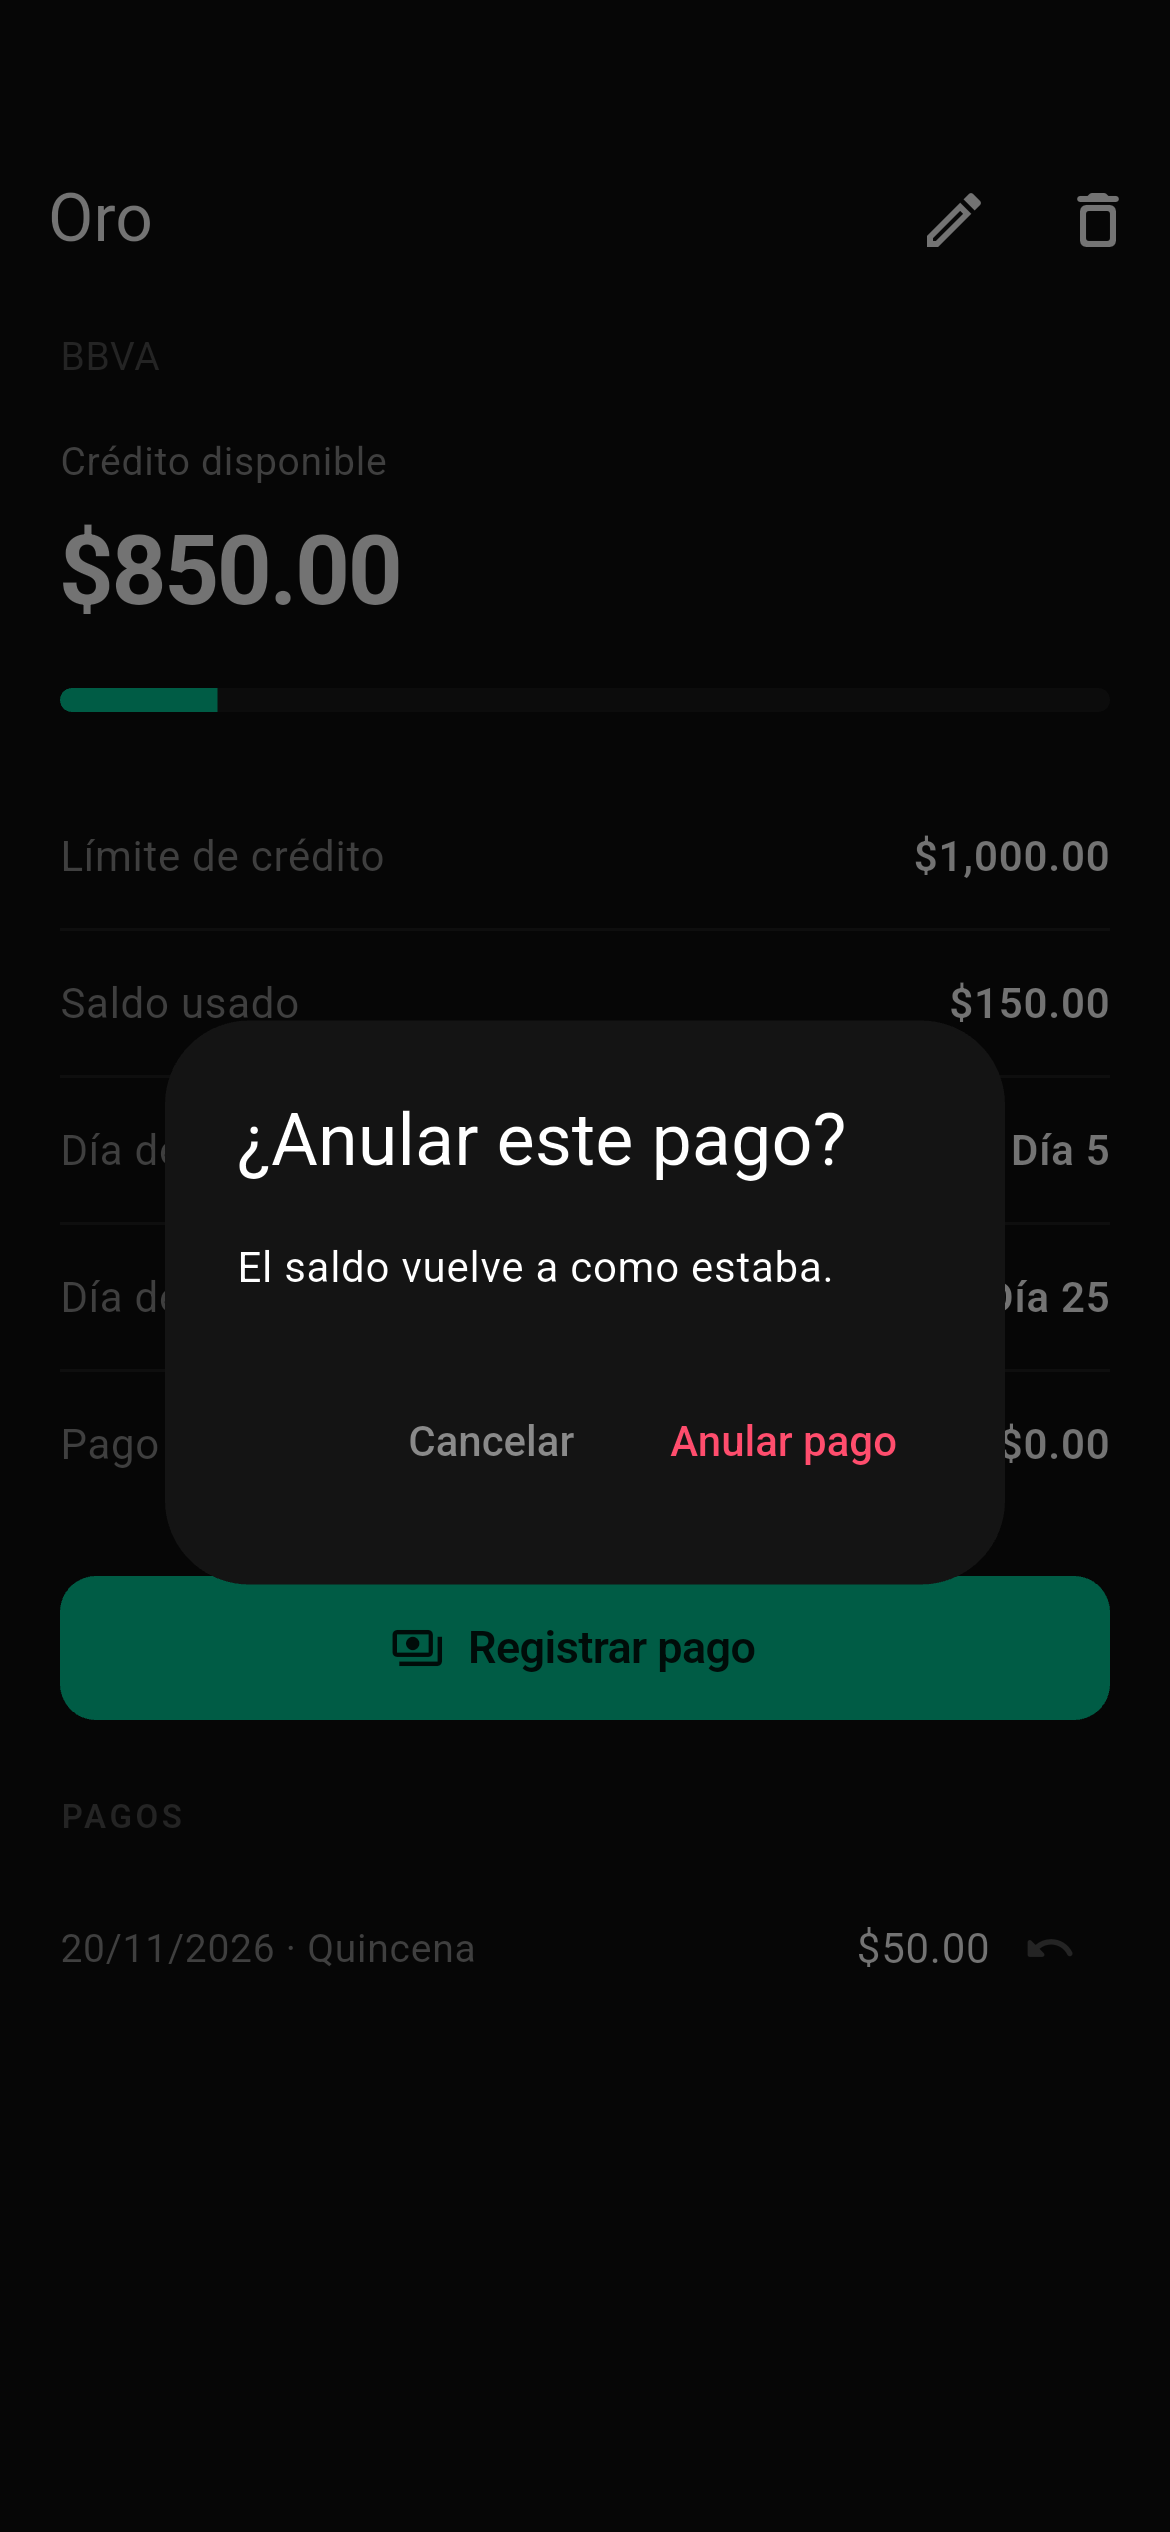 Oro
BBVA
Crédito disponible
$850.00
Límite de crédito $1,000.00
Saldo usado $150.00
¿Anular este pago?
Día Día 5
El saldo vuelve a como estaba.
Día Día 25
Cancelar Anular pago
Pago $0.00
Registrar pago
PAGOS
20/11/2026 · Quincena $50.00